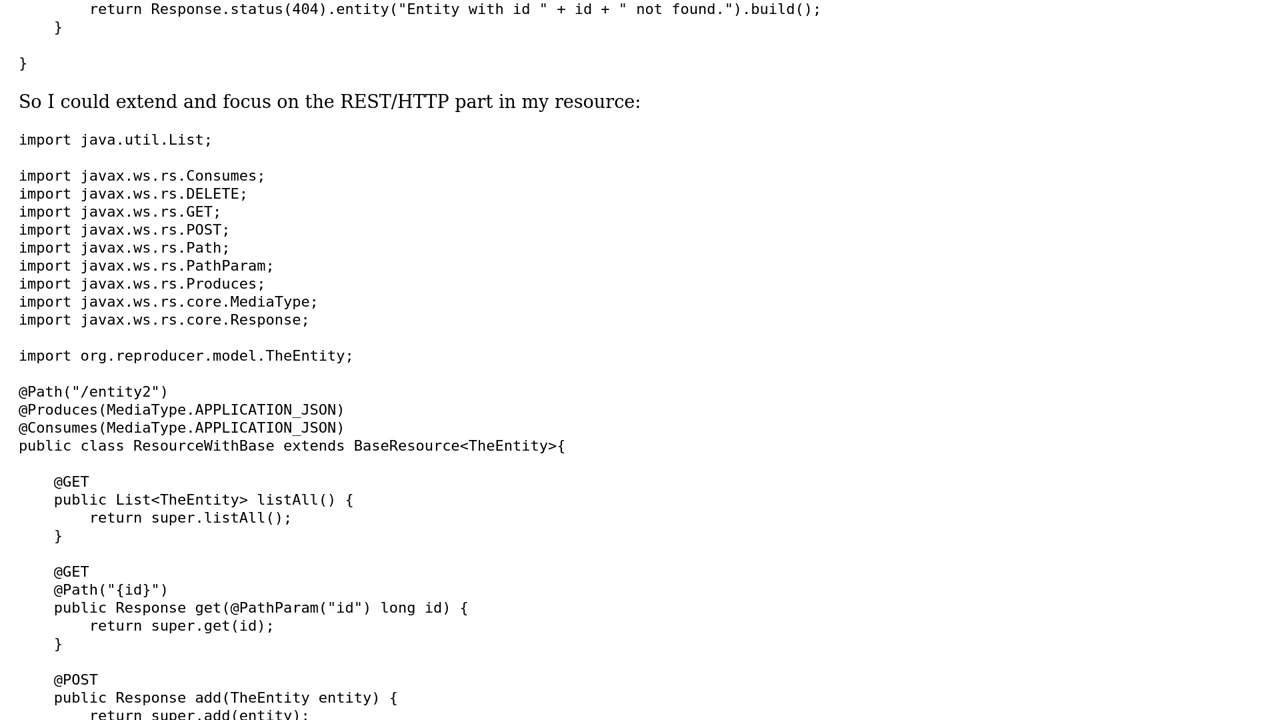 return Response.status(404).entity("Entity with id " + id + " not found.").build();
    }

}
So I could extend and focus on the REST/HTTP part in my resource:
import java.util.List;

import javax.ws.rs.Consumes;
import javax.ws.rs.DELETE;
import javax.ws.rs.GET;
import javax.ws.rs.POST;
import javax.ws.rs.Path;
import javax.ws.rs.PathParam;
import javax.ws.rs.Produces;
import javax.ws.rs.core.MediaType;
import javax.ws.rs.core.Response;

import org.reproducer.model.TheEntity;

@Path("/entity2")
@Produces(MediaType.APPLICATION_JSON)
@Consumes(MediaType.APPLICATION_JSON)
public class ResourceWithBase extends BaseResource<TheEntity>{

    @GET
    public List<TheEntity> listAll() {
        return super.listAll();
    }

    @GET
    @Path("{id}")
    public Response get(@PathParam("id") long id) {
        return super.get(id);
    }

    @POST
    public Response add(TheEntity entity) {
        return super.add(entity);